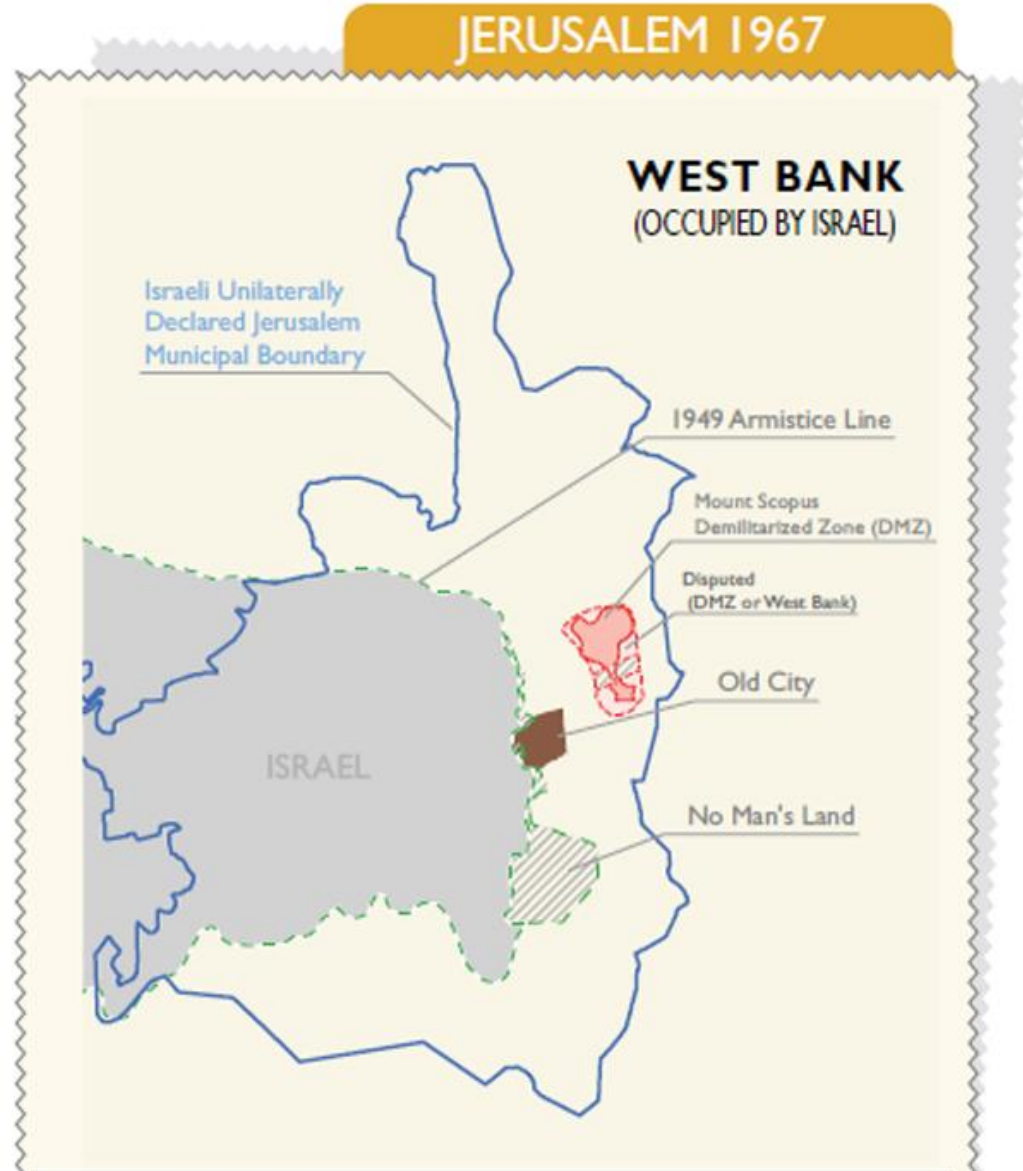 JERUSALEM 1967
WEST BANK
(OCCUPIED BY ISRAEL)
Israeli Unilaterally
Declared Jerusalem
Municipal Boundary
1949 Armistice Line
Mount Scopus
Demilitarized Zone (DMZ)
Disputed
(DMZ or West Bank)
Old City
ISRAEL
No Man's Land